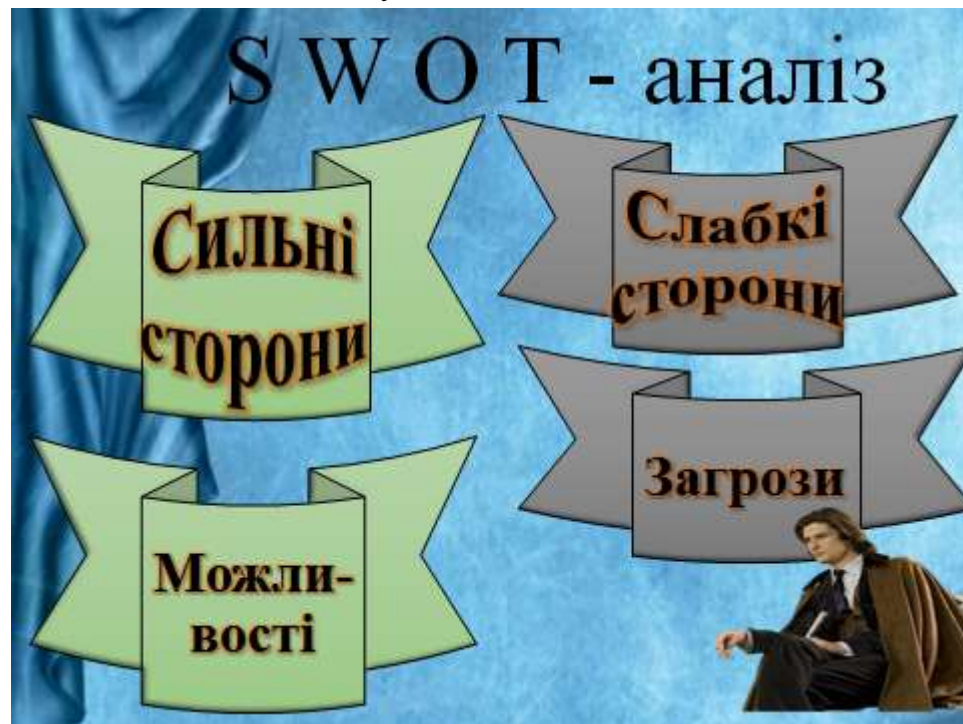 S W O T - аналіз
Сильні
сторони
Слабкі
сторони
Можли-
вості
Загрози